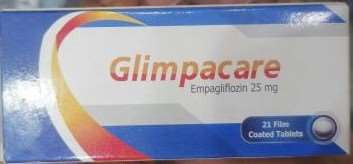 Glimpacare
Empagliflozin 25 mg
21 Film
Coated Tablets